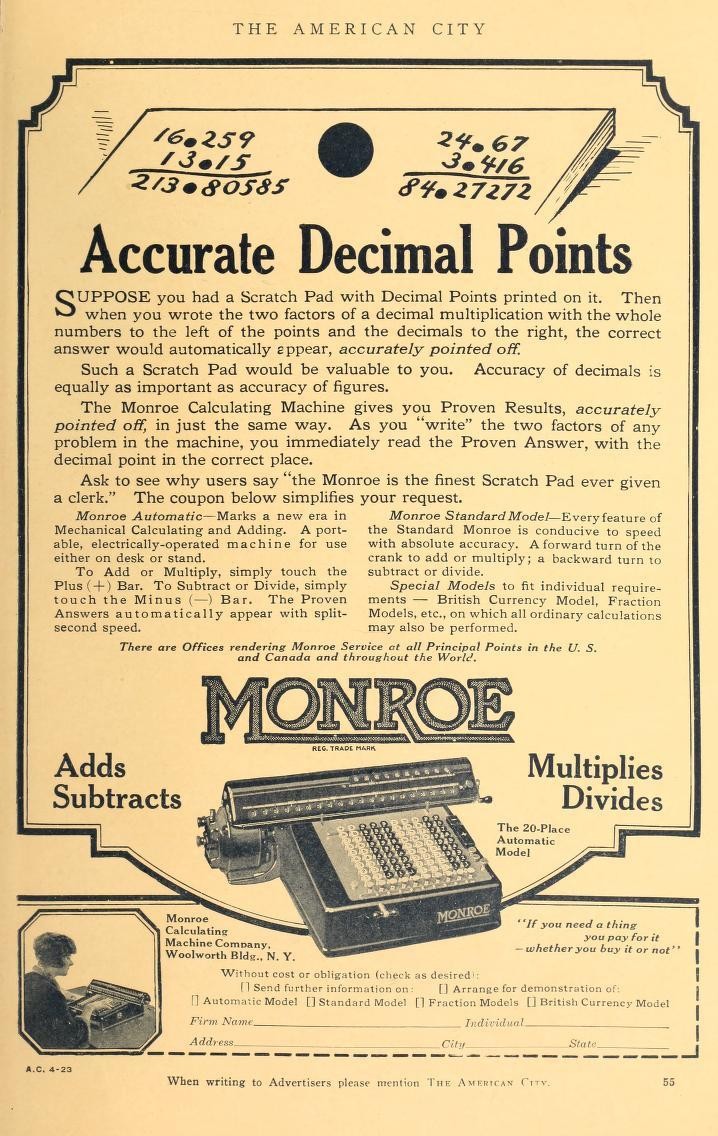 THE AMERICAN CITY
16.259
13.15
213.80585
24.67
3.416
84.27272
Accurate Decimal Points
SUPPOSE you had a Scratch Pad with Decimal Points printed on it. Then
when you wrote the two factors of a decimal multiplication with the whole
numbers to the left of the points and the decimals to the right, the correct
answer would automatically appear, accurately pointed off.
Such a Scratch Pad would be valuable to you. Accuracy of decimals is
equally as important as accuracy of figures.
The Monroe Calculating Machine gives you Proven Results, accurately
pointed off, in just the same way. As you "write" the two factors of any
problem in the machine, you immediately read the Proven Answer, with the
decimal point in the correct place.
Ask to see why users say "the Monroe is the finest Scratch Pad ever given
a clerk." The coupon below simplifies your request.
Monroe Automatic—Marks a new era in
Mechanical Calculating and Adding. A port-
able, electrically-operated machine for use
either on desk or stand.
To Add or Multiply, simply touch the
Plus (+) Bar. To Subtract or Divide, simply
touch the Minus (—) Bar. The Proven
Answers automatically appear with split-
second speed.
Monroe Standard Model—Every feature of
the Standard Monroe is conducive to speed
with absolute accuracy. A forward turn of the
crank to add or multiply; a backward turn to
subtract or divide.
Special Models to fit individual require-
ments — British Currency Model, Fraction
Models, etc., on which all ordinary calculations
may also be performed.
There are Offices rendering Monroe Service at all Principal Points in the U. S.
and Canada and throughout the World.
MONROE
REG. TRADE MARK
Adds
Subtracts
Multiplies
Divides
The 20-Place
Automatic
Model
MONROE
Monroe
Calculating
Machine Company,
Woolworth Bldg., N. Y.
"If you need a thing
you pay for it
—whether you buy it or not"
Without cost or obligation (check as desired):
[] Send further information on: [] Arrange for demonstration of:
[] Automatic Model [] Standard Model [] Fraction Models [] British Currency Model
Firm Name Individual
Address City State
A.C. 4-23
When writing to Advertisers please mention THE AMERICAN CITY.
55